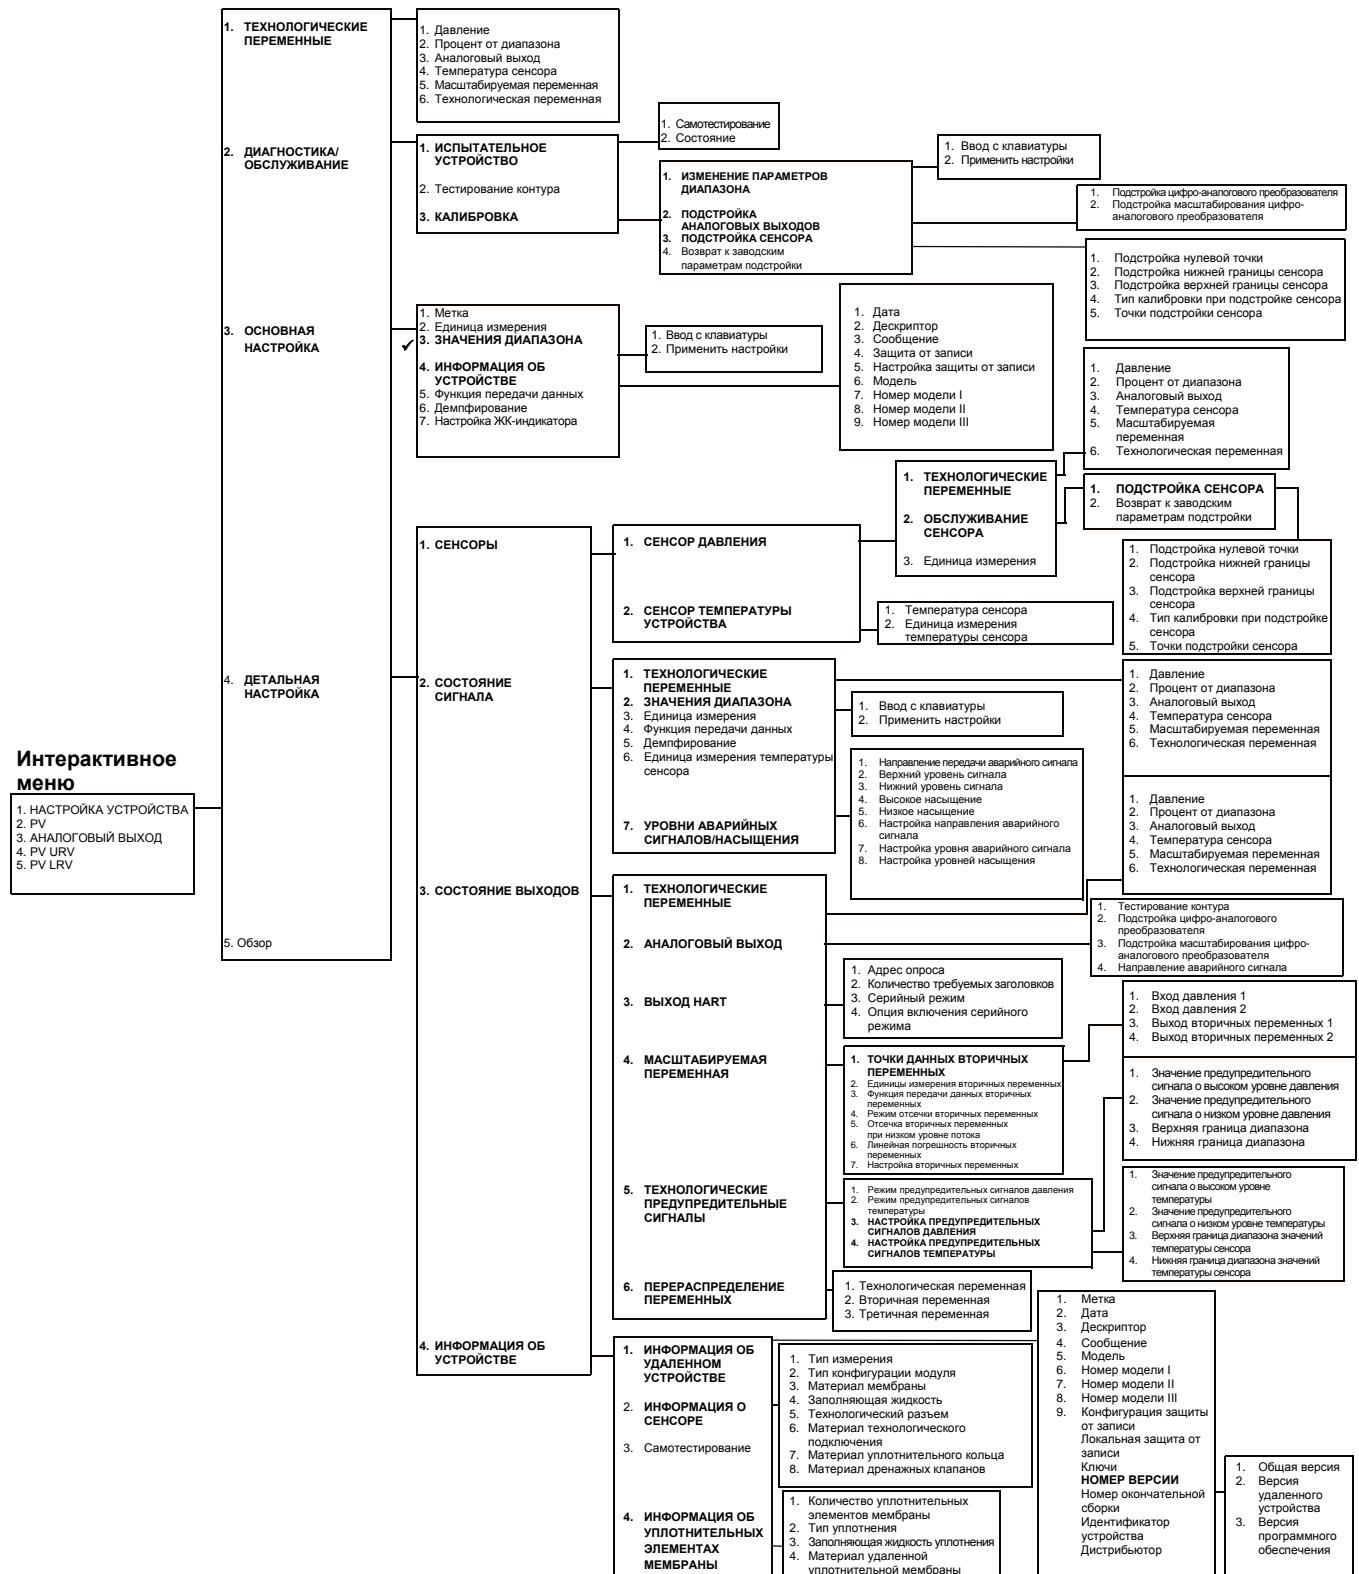 Интерактивное
меню
1. НАСТРОЙКА УСТРОЙСТВА
2. PV
3. АНАЛОГОВЫЙ ВЫХОД
4. PV URV
5. PV LRV
1. ТЕХНОЛОГИЧЕСКИЕ
ПЕРЕМЕННЫЕ
2. ДИАГНОСТИКА/
ОБСЛУЖИВАНИЕ
3. ОСНОВНАЯ
НАСТРОЙКА
4. ДЕТАЛЬНАЯ
НАСТРОЙКА
5. Обзор
1. Давление
2. Процент от диапазона
3. Аналоговый выход
4. Температура сенсора
5. Масштабируемая переменная
6. Технологическая переменная
1. ИСПЫТАТЕЛЬНОЕ
УСТРОЙСТВО
2. Тестирование контура
3. КАЛИБРОВКА
1. Самотестирование
2. Состояние
1. ИЗМЕНЕНИЕ ПАРАМЕТРОВ
ДИАПАЗОНА
2. ПОДСТРОЙКА
АНАЛОГОВЫХ ВЫХОДОВ
3. ПОДСТРОЙКА СЕНСОРА
4. Возврат к заводским
параметрам подстройки
1. Ввод с клавиатуры
2. Применить настройки
1. Подстройка цифро-аналогового преобразователя
2. Подстройка масштабирования цифро-
аналогового преобразователя
1. Подстройка нулевой точки
2. Подстройка нижней границы сенсора
3. Подстройка верхней границы сенсора
4. Тип калибровки при подстройке сенсора
5. Точки подстройки сенсора
1. Метка
2. Единица измерения
✓ 3. ЗНАЧЕНИЯ ДИАПАЗОНА
4. ИНФОРМАЦИЯ ОБ
УСТРОЙСТВЕ
5. Функция передачи данных
6. Демпфирование
7. Настройка ЖК-индикатора
1. Ввод с клавиатуры
2. Применить настройки
1. Дата
2. Дескриптор
3. Сообщение
4. Защита от записи
5. Настройка защиты от записи
6. Модель
7. Номер модели I
8. Номер модели II
9. Номер модели III
1. СЕНСОРЫ
2. СОСТОЯНИЕ
СИГНАЛА
3. СОСТОЯНИЕ ВЫХОДОВ
4. ИНФОРМАЦИЯ ОБ
УСТРОЙСТВЕ
1. СЕНСОР ДАВЛЕНИЯ
2. СЕНСОР ТЕМПЕРАТУРЫ
УСТРОЙСТВА
1. ТЕХНОЛОГИЧЕСКИЕ
ПЕРЕМЕННЫЕ
2. ОБСЛУЖИВАНИЕ
СЕНСОРА
3. Единица измерения
1. Давление
2. Процент от диапазона
3. Аналоговый выход
4. Температура сенсора
5. Масштабируемая
переменная
6. Технологическая переменная
1. ПОДСТРОЙКА СЕНСОРА
2. Возврат к заводским
параметрам подстройки
1. Подстройка нулевой точки
2. Подстройка нижней границы
сенсора
3. Подстройка верхней границы
сенсора
4. Тип калибровки при подстройке
сенсора
5. Точки подстройки сенсора
1. Температура сенсора
2. Единица измерения
температуры сенсора
1. ТЕХНОЛОГИЧЕСКИЕ
ПЕРЕМЕННЫЕ
2. ЗНАЧЕНИЯ ДИАПАЗОНА
3. Единица измерения
4. Функция передачи данных
5. Демпфирование
6. Единица измерения температуры
сенсора
7. УРОВНИ АВАРИЙНЫХ
СИГНАЛОВ/НАСЫЩЕНИЯ
1. Давление
2. Процент от диапазона
3. Аналоговый выход
4. Температура сенсора
5. Масштабируемая переменная
6. Технологическая переменная
1. Ввод с клавиатуры
2. Применить настройки
1. Направление передачи аварийного сигнала
2. Верхний уровень сигнала
3. Нижний уровень сигнала
4. Высокое насыщение
5. Низкое насыщение
6. Настройка направления аварийного
сигнала
7. Настройка уровня аварийного сигнала
8. Настройка уровней насыщения
1. ТЕХНОЛОГИЧЕСКИЕ
ПЕРЕМЕННЫЕ
2. АНАЛОГОВЫЙ ВЫХОД
3. ВЫХОД HART
4. МАСШТАБИРУЕМАЯ
ПЕРЕМЕННАЯ
5. ТЕХНОЛОГИЧЕСКИЕ
ПРЕДУПРЕДИТЕЛЬНЫЕ
СИГНАЛЫ
6. ПЕРЕРАСПРЕДЕЛЕНИЕ
ПЕРЕМЕННЫХ
1. Давление
2. Процент от диапазона
3. Аналоговый выход
4. Температура сенсора
5. Масштабируемая переменная
6. Технологическая переменная
1. Тестирование контура
2. Подстройка цифро-аналогового
преобразователя
3. Подстройка масштабирования цифро-
аналогового преобразователя
4. Направление аварийного сигнала
1. Адрес опроса
2. Количество требуемых заголовков
3. Серийный режим
4. Опция включения серийного
режима
1. ТОЧКИ ДАННЫХ ВТОРИЧНЫХ
ПЕРЕМЕННЫХ
2. Единицы измерения вторичных переменных
3. Функция передачи данных вторичных
переменных
4. Режим отсечки вторичных переменных
5. Отсечка вторичных переменных
при низком уровне потока
6. Линейная погрешность вторичных
переменных
7. Настройка вторичных переменных
1. Вход давления 1
2. Вход давления 2
3. Выход вторичных переменных 1
4. Выход вторичных переменных 2
1. Режим предупредительных сигналов давления
2. Режим предупредительных сигналов
температуры
3. НАСТРОЙКА ПРЕДУПРЕДИТЕЛЬНЫХ
СИГНАЛОВ ДАВЛЕНИЯ
4. НАСТРОЙКА ПРЕДУПРЕДИТЕЛЬНЫХ
СИГНАЛОВ ТЕМПЕРАТУРЫ
1. Значение предупредительного
сигнала о высоком уровне давления
2. Значение предупредительного
сигнала о низком уровне давления
3. Верхняя граница диапазона
4. Нижняя граница диапазона
1. Значение предупредительного
сигнала о высоком уровне
температуры
2. Значение предупредительного
сигнала о низком уровне температуры
3. Верхняя граница диапазона значений
температуры сенсора
4. Нижняя граница диапазона значений
температуры сенсора
1. Технологическая переменная
2. Вторичная переменная
3. Третичная переменная
1. ИНФОРМАЦИЯ ОБ
УДАЛЕННОМ
УСТРОЙСТВЕ
2. ИНФОРМАЦИЯ О
СЕНСОРЕ
3. Самотестирование
4. ИНФОРМАЦИЯ ОБ
УПЛОТНИТЕЛЬНЫХ
ЭЛЕМЕНТАХ
МЕМБРАНЫ
1. Тип измерения
2. Тип конфигурации модуля
3. Материал мембраны
4. Заполняющая жидкость
5. Технологический разъем
6. Материал технологического
подключения
7. Материал уплотнительного кольца
8. Материал дренажных клапанов
1. Количество уплотнительных
элементов мембраны
2. Тип уплотнения
3. Заполняющая жидкость уплотнения
4. Материал удаленной
уплотнительной мембраны
1. Метка
2. Дата
3. Дескриптор
4. Сообщение
5. Модель
6. Номер модели I
7. Номер модели II
8. Номер модели III
9. Конфигурация защиты
от записи
Локальная защита от
записи
Ключи
НОМЕР ВЕРСИИ
Номер окончательной
сборки
Идентификатор
устройства
Дистрибьютор
1. Общая версия
2. Версия
удаленного
устройства
3. Версия
программного
обеспечения